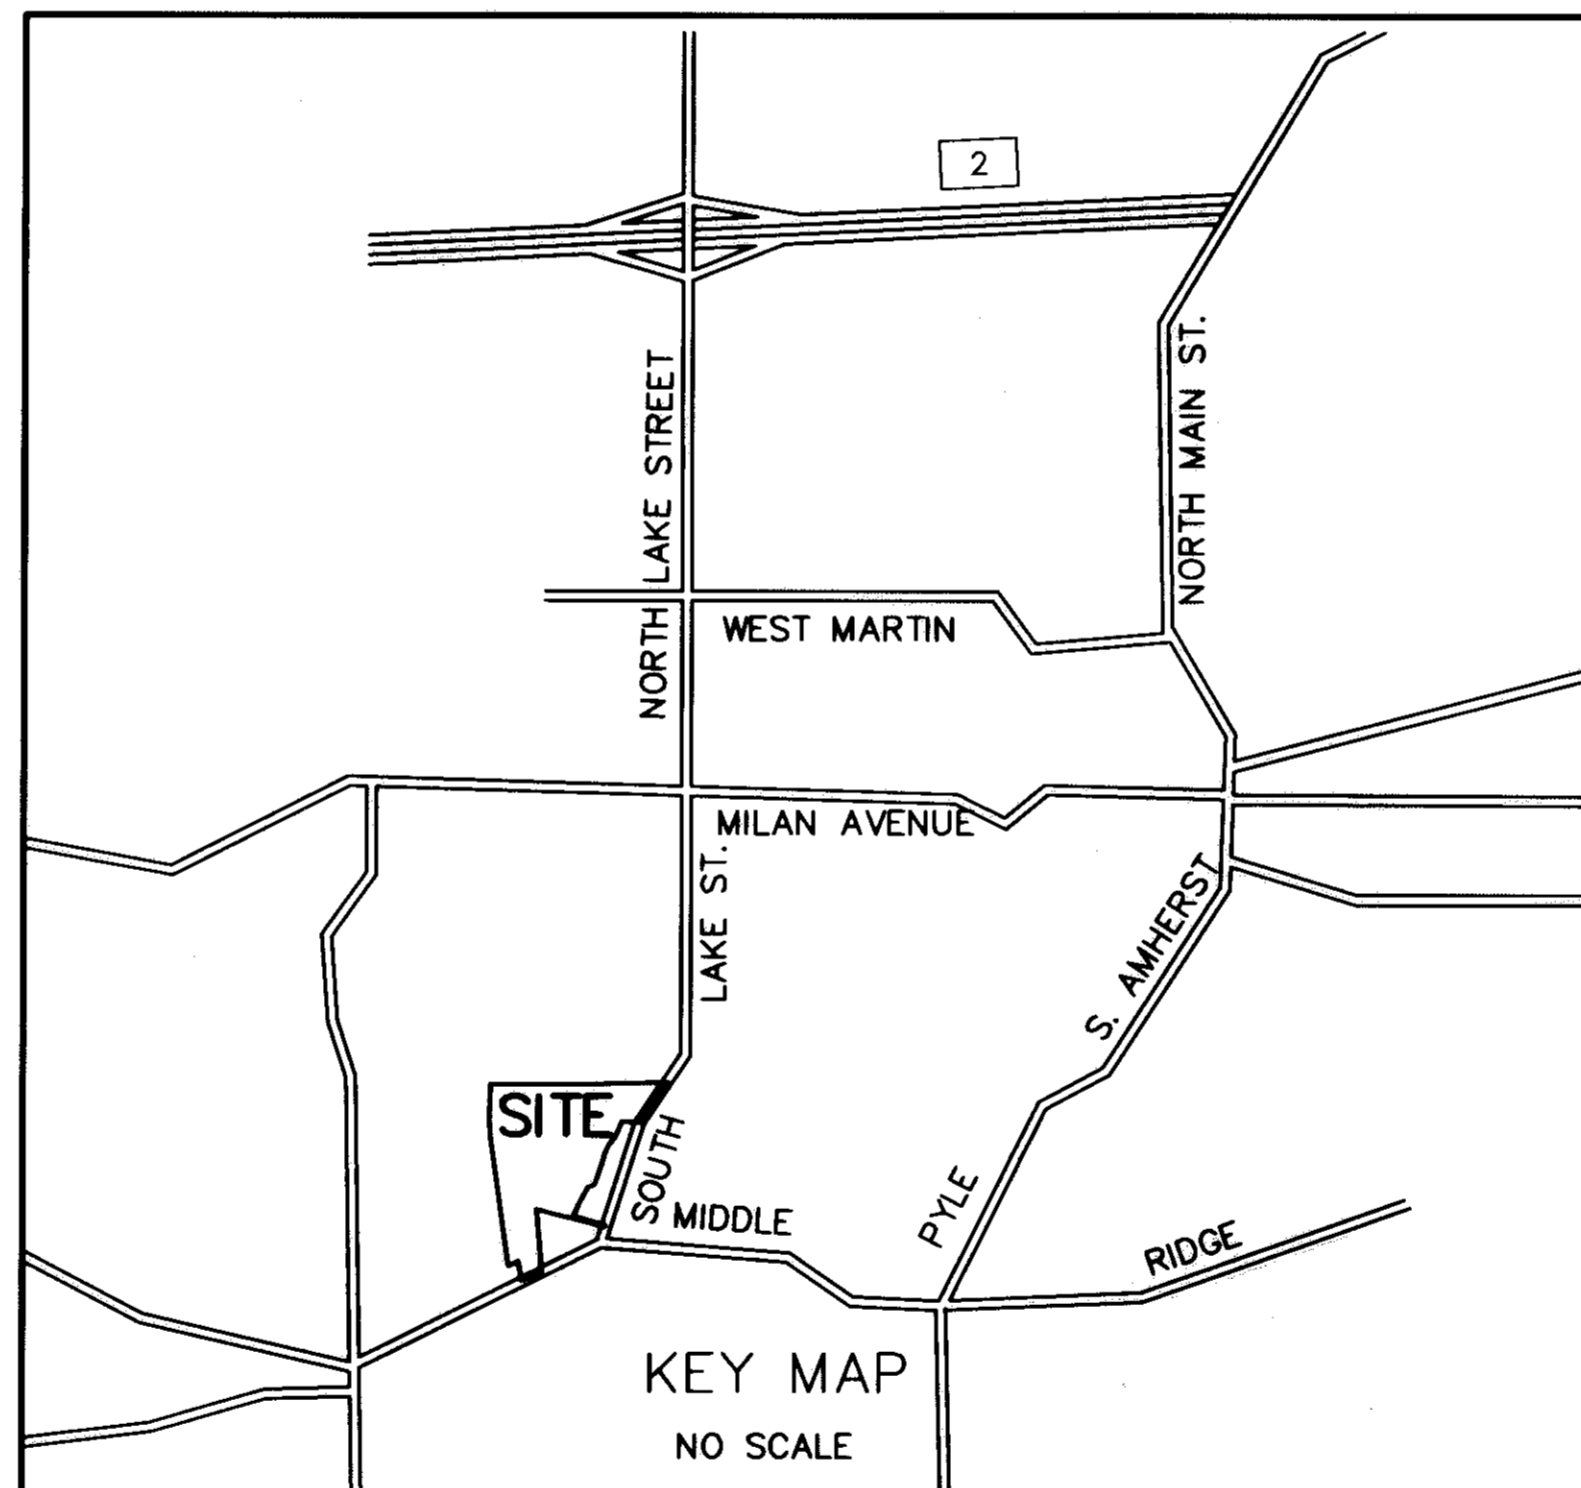 2
NORTH LAKE STREET
NORTH MAIN ST.
WEST MARTIN
MILAN AVENUE
LAKE ST.
S. AMHERST
SITE
SOUTH
MIDDLE
PYLE
RIDGE
KEY MAP
NO SCALE